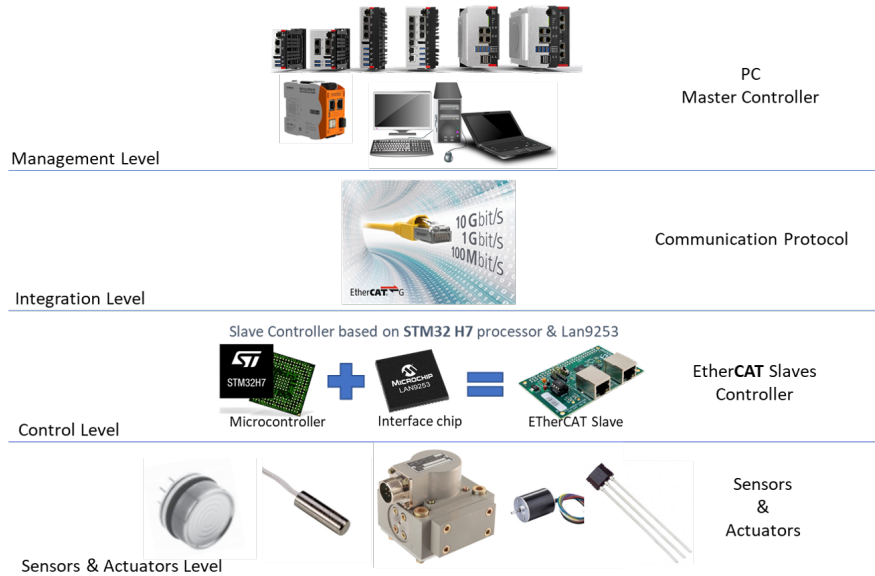 PC
Master Controller
Management Level
10 Gbit/s
1 Gbit/s
100 Mbit/s
EtherCAT G
Communication Protocol
Integration Level
Slave Controller based on STM32 H7 processor & Lan9253
ST
STM32H7
MICROCHIP
LAN9253
Microcontroller
Interface chip
ETherCAT Slave
EtherCAT Slaves
Controller
Control Level
Sensors
&
Actuators
Sensors & Actuators Level